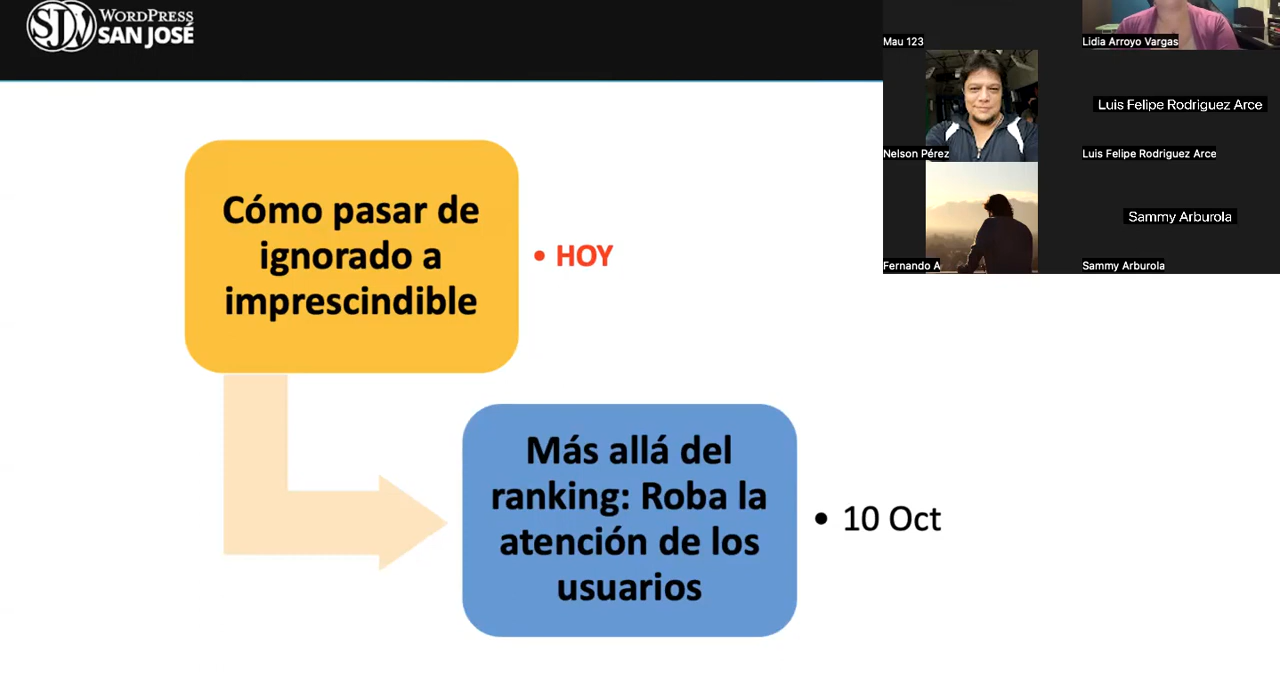 WORDPRESS
SAN JOSÉ
Cómo pasar de
ignorado a
imprescindible
• HOY
Más allá del
ranking: Roba la
atención de los
usuarios
• 10 Oct
Mau 123
Lidia Arroyo Vargas
Nelson Pérez
Luis Felipe Rodriguez Arce
Luis Felipe Rodriguez Arce
Fernando A
Sammy Arburola
Sammy Arburola